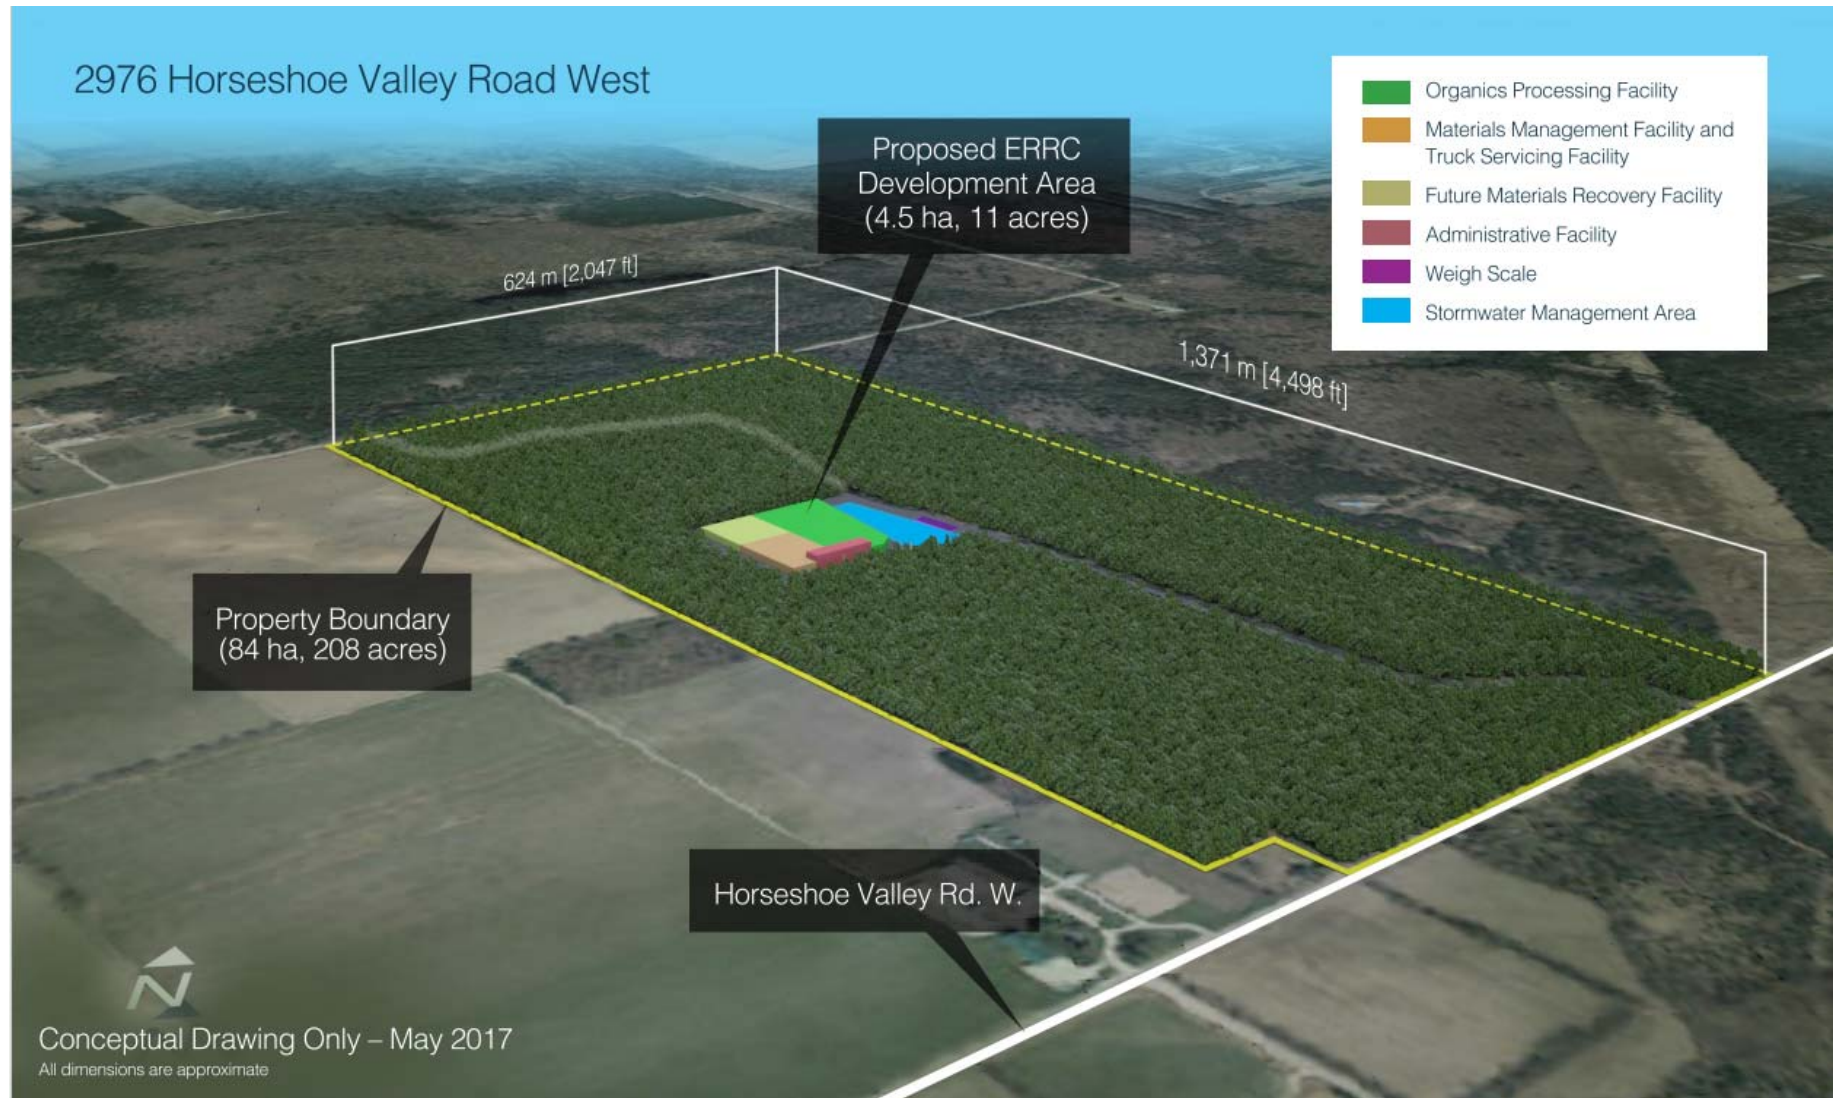 2976 Horseshoe Valley Road West
Organics Processing Facility
Materials Management Facility and
Truck Servicing Facility
Future Materials Recovery Facility
Administrative Facility
Weigh Scale
Stormwater Management Area
Proposed ERRC
Development Area
(4.5 ha, 11 acres)
624 m [2,047 ft]
1,371 m [4,498 ft]
Property Boundary
(84 ha, 208 acres)
Horseshoe Valley Rd. W.
N
Conceptual Drawing Only – May 2017
All dimensions are approximate